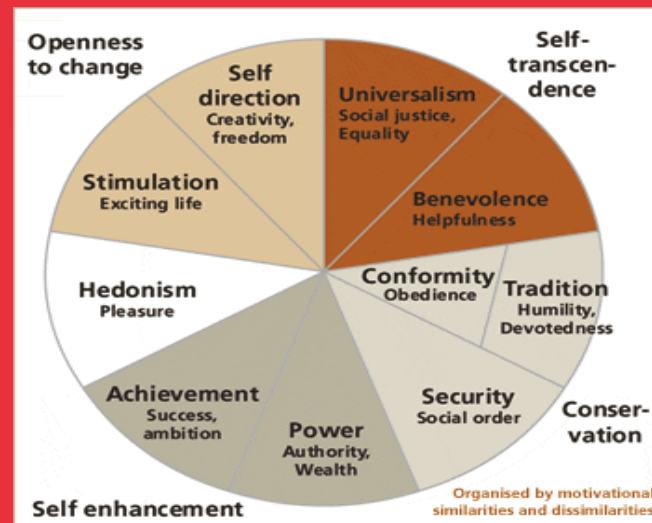 Openness
to change
Self-
transcen-
dence
Self
direction
Creativity,
freedom
Universalism
Social justice,
Equality
Stimulation
Exciting life
Benevolence
Helpfulness
Hedonism
Pleasure
Conformity
Obedience
Tradition
Humility,
Devotedness
Achievement
Success,
ambition
Power
Authority,
Wealth
Security
Social order
Conser-
vation
Self enhancement
Organised by motivational
similarities and dissimilarities